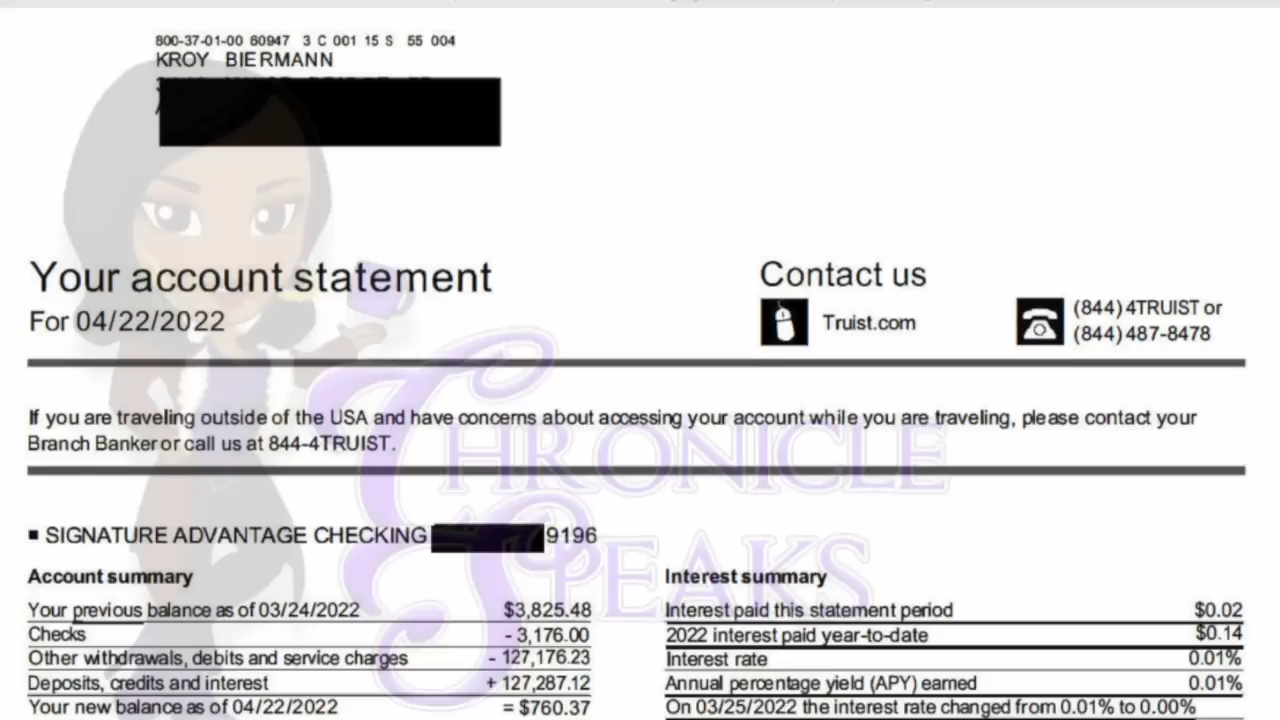 800-37-01-00 60947 3 C 001 15 S 55 004
KROY BIERMANN
Your account statement
For 04/22/2022
Contact us
Truist.com
(844) 4TRUIST or
(844) 487-8478
If you are traveling outside of the USA and have concerns about accessing your account while you are traveling, please contact your
Branch Banker or call us at 844-4TRUIST.
CHRONICLE
SPEAKS
■ SIGNATURE ADVANTAGE CHECKING 9196
Account summary
Your previous balance as of 03/24/2022 $3,825.48
Checks - 3,176.00
Other withdrawals, debits and service charges - 127,176.23
Deposits, credits and interest + 127,287.12
Your new balance as of 04/22/2022 = $760.37
Interest summary
Interest paid this statement period $0.02
2022 interest paid year-to-date $0.14
Interest rate 0.01%
Annual percentage yield (APY) earned 0.01%
On 03/25/2022 the interest rate changed from 0.01% to 0.00%